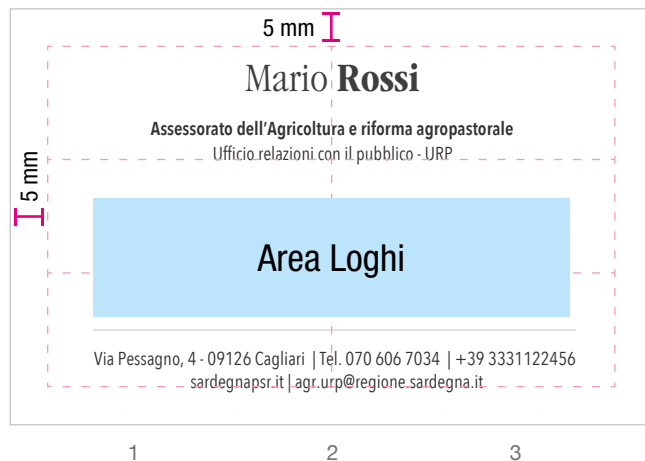 5 mm
Mario Rossi
Assessorato dell'Agricoltura e riforma agropastorale
Ufficio relazioni con il pubblico - URP
5 mm
Area Loghi
Via Pessagno, 4 - 09126 Cagliari | Tel. 070 606 7034 | +39 3331122456
sardegnapsr.it | agr.urp@regione.sardegna.it
1 2 3